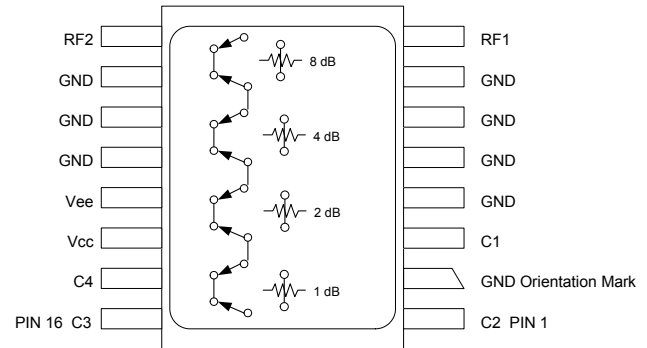 RF2
RF1
8 dB
GND
GND
GND
GND
4 dB
GND
GND
Vee
GND
2 dB
Vcc
C1
C4
GND Orientation Mark
1 dB
PIN 16 C3
C2 PIN 1